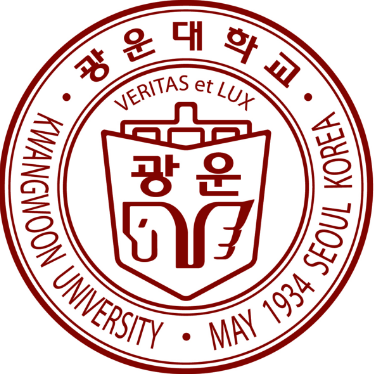 광운대학교
VERITAS et LUX
광운
KWANGWOON UNIVERSITY • MAY 1934 SEOUL KOREA